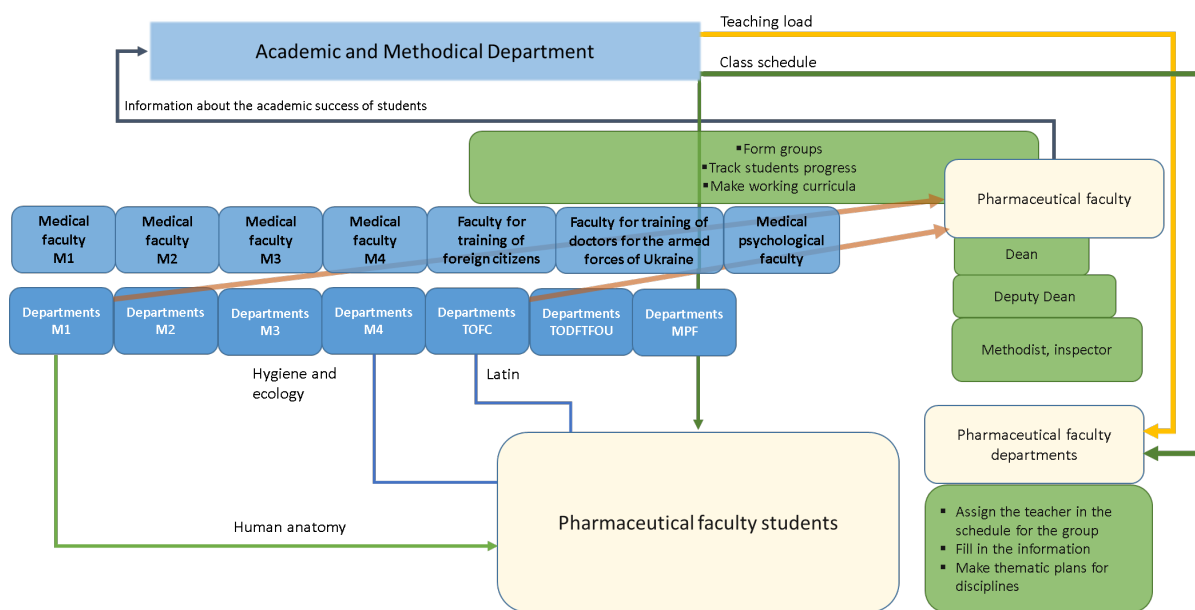 Teaching load
Academic and Methodical Department
Class schedule
Information about the academic success of students
▪Form groups
▪Track students progress
▪Make working curricula
Pharmaceutical faculty
Medical
faculty
M1
Medical
faculty
M2
Medical
faculty
M3
Medical
faculty
M4
Faculty for
training of
foreign citizens
Faculty for training of
doctors for the armed
forces of Ukraine
Medical
psychological
faculty
Dean
Deputy Dean
Methodist, inspector
Departments
M1
Departments
M2
Departments
M3
Departments
M4
Departments
TOFC
Departments
TODFTFOU
Departments
MPF
Hygiene and
ecology
Latin
Pharmaceutical faculty
departments
Human anatomy
Pharmaceutical faculty students
▪ Assign the teacher in the
schedule for the group
▪ Fill in the information
▪ Make thematic plans for
disciplines